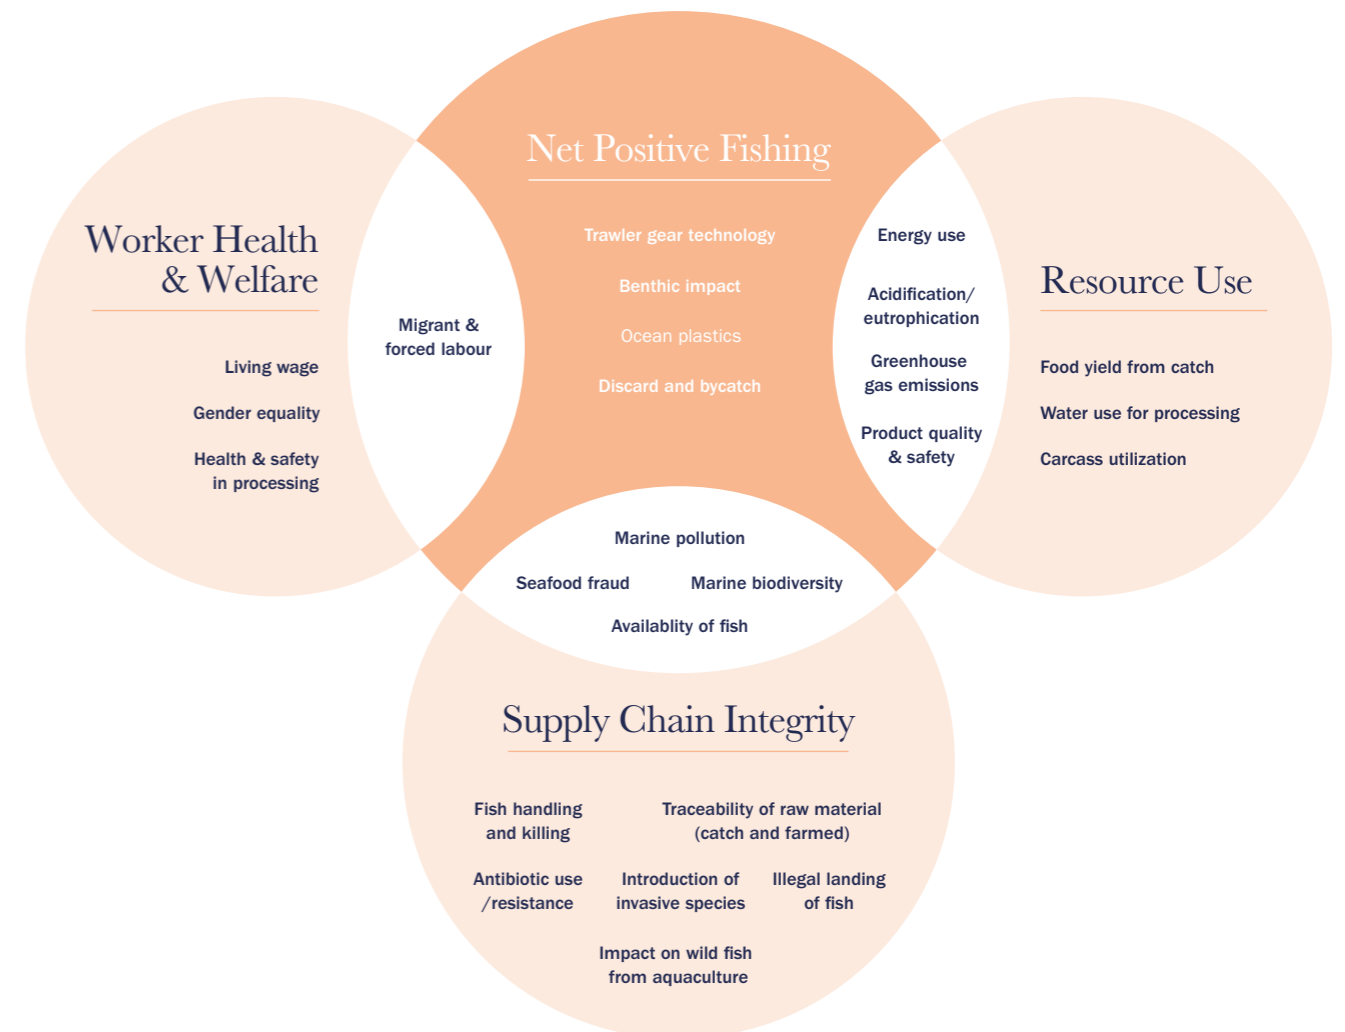 Net Positive Fishing
Trawler gear technology
Benthic impact
Ocean plastics
Discard and bycatch
Worker Health
& Welfare
Living wage
Gender equality
Health & safety
in processing
Migrant &
forced labour
Energy use
Acidification/
eutrophication
Greenhouse
gas emissions
Product quality
& safety
Resource Use
Food yield from catch
Water use for processing
Carcass utilization
Marine pollution
Seafood fraud
Marine biodiversity
Availablity of fish
Supply Chain Integrity
Fish handling
and killing
Traceability of raw material
(catch and farmed)
Antibiotic use
/resistance
Introduction of
invasive species
Illegal landing
of fish
Impact on wild fish
from aquaculture